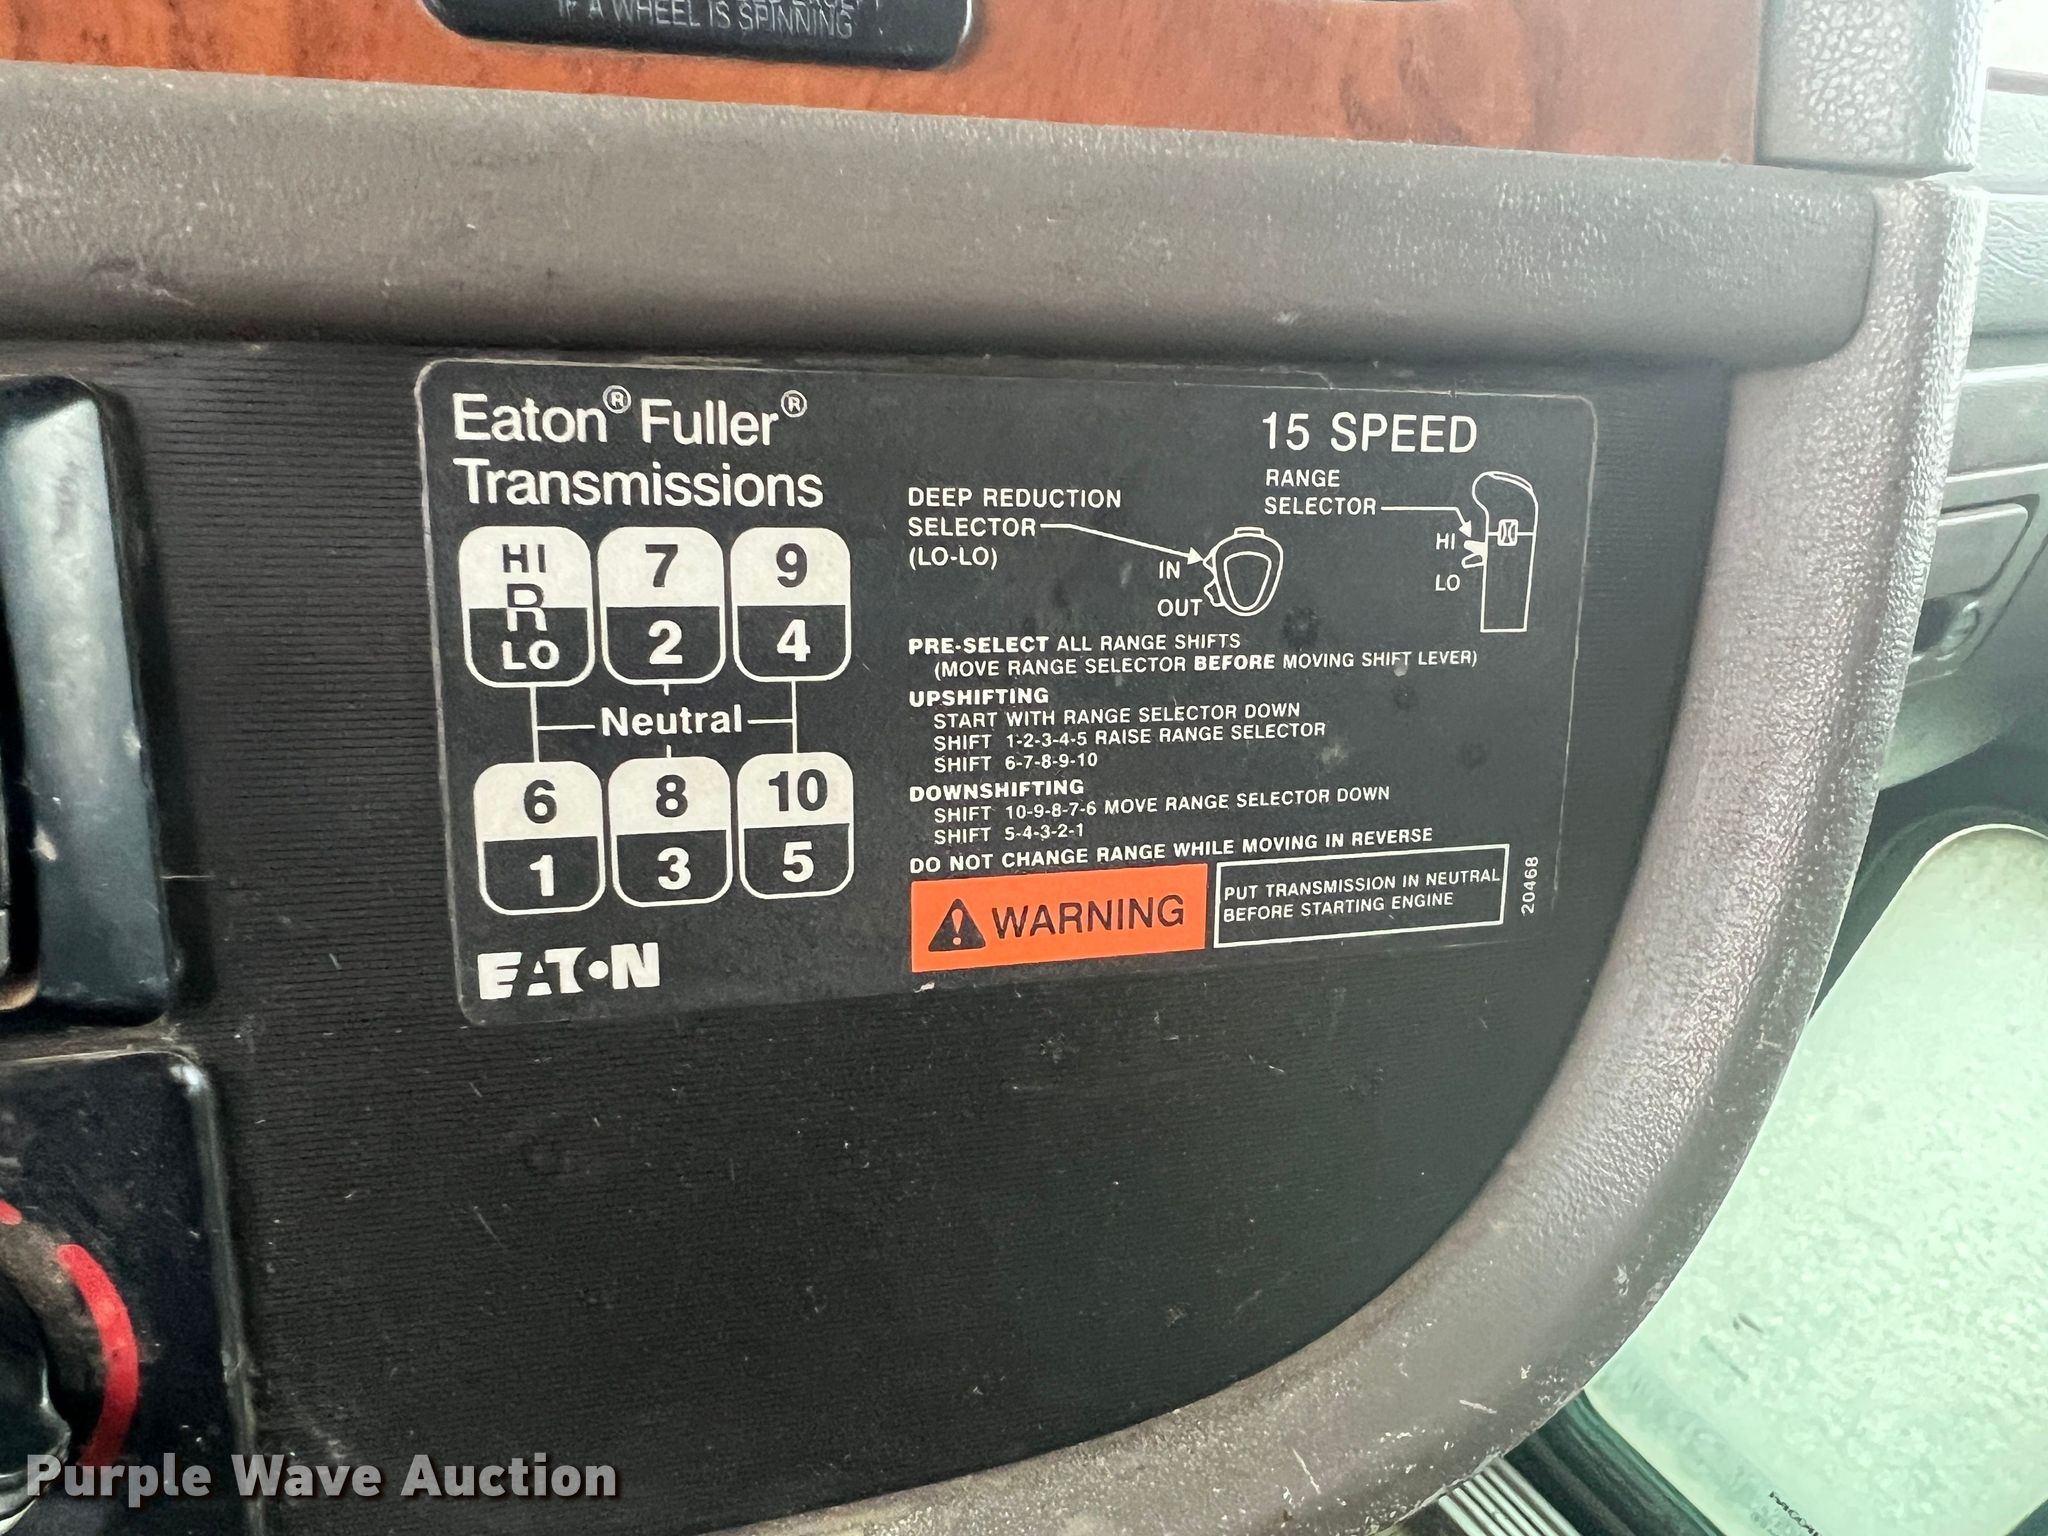 IF A WHEEL IS SPINNING
Eaton® Fuller®
Transmissions
HI
R
LO
7
2
9
4
Neutral
6
1
8
3
10
5
EATON
15 SPEED
DEEP REDUCTION
SELECTOR
(LO-LO)
IN
OUT
RANGE
SELECTOR
HI
LO
PRE-SELECT ALL RANGE SHIFTS
(MOVE RANGE SELECTOR BEFORE MOVING SHIFT LEVER)
UPSHIFTING
START WITH RANGE SELECTOR DOWN
SHIFT 1-2-3-4-5 RAISE RANGE SELECTOR
SHIFT 6-7-8-9-10
DOWNSHIFTING
SHIFT 10-9-8-7-6 MOVE RANGE SELECTOR DOWN
SHIFT 5-4-3-2-1
DO NOT CHANGE RANGE WHILE MOVING IN REVERSE
WARNING
PUT TRANSMISSION IN NEUTRAL
BEFORE STARTING ENGINE
20468
Purple Wave Auction